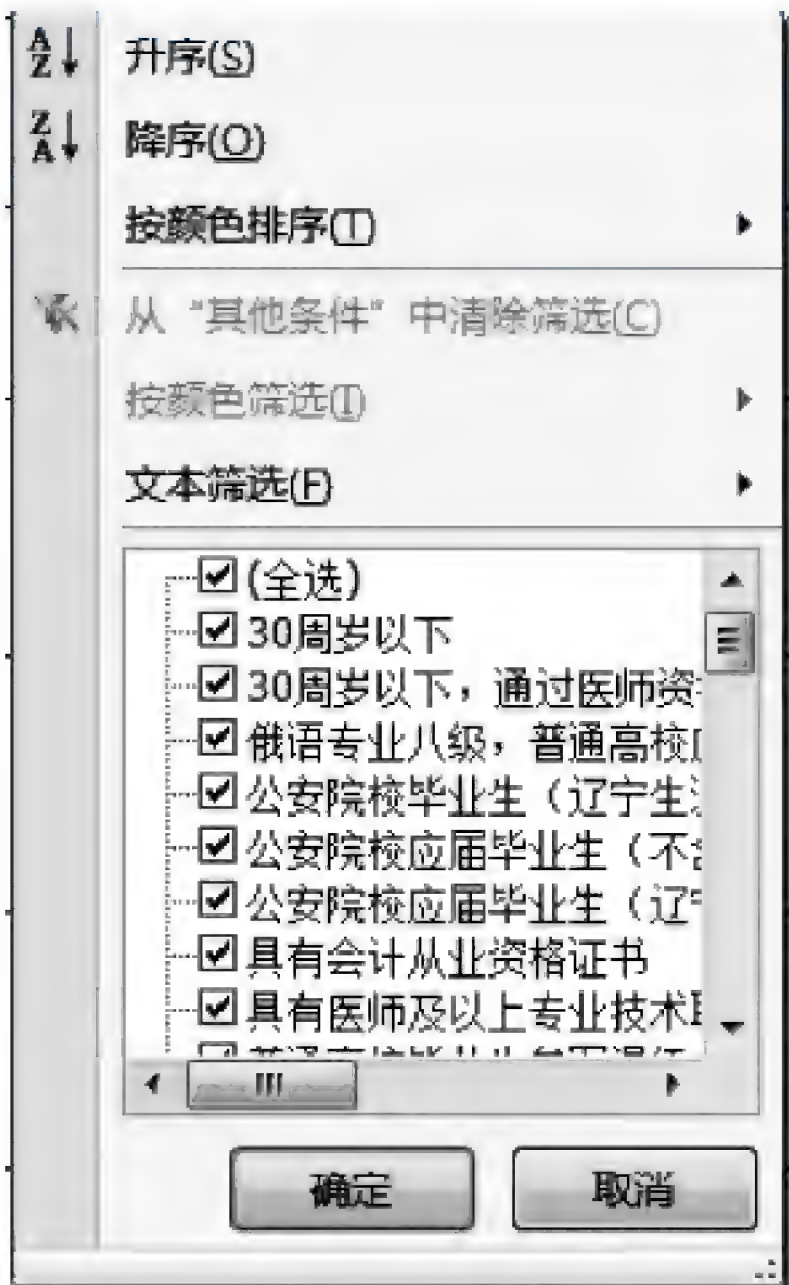 升序(S)
降序(O)
按颜色排序(T)
从“其他条件”中清除筛选(C)
按颜色筛选(I)
文本筛选(F)
(全选)
30周岁以下
30周岁以下，通过医师资
俄语专业八级，普通高校
公安院校毕业生（辽宁生
公安院校应届毕业生（不
公安院校应届毕业生（辽
具有会计从业资格证书
具有医师及以上专业技术
确定
取消